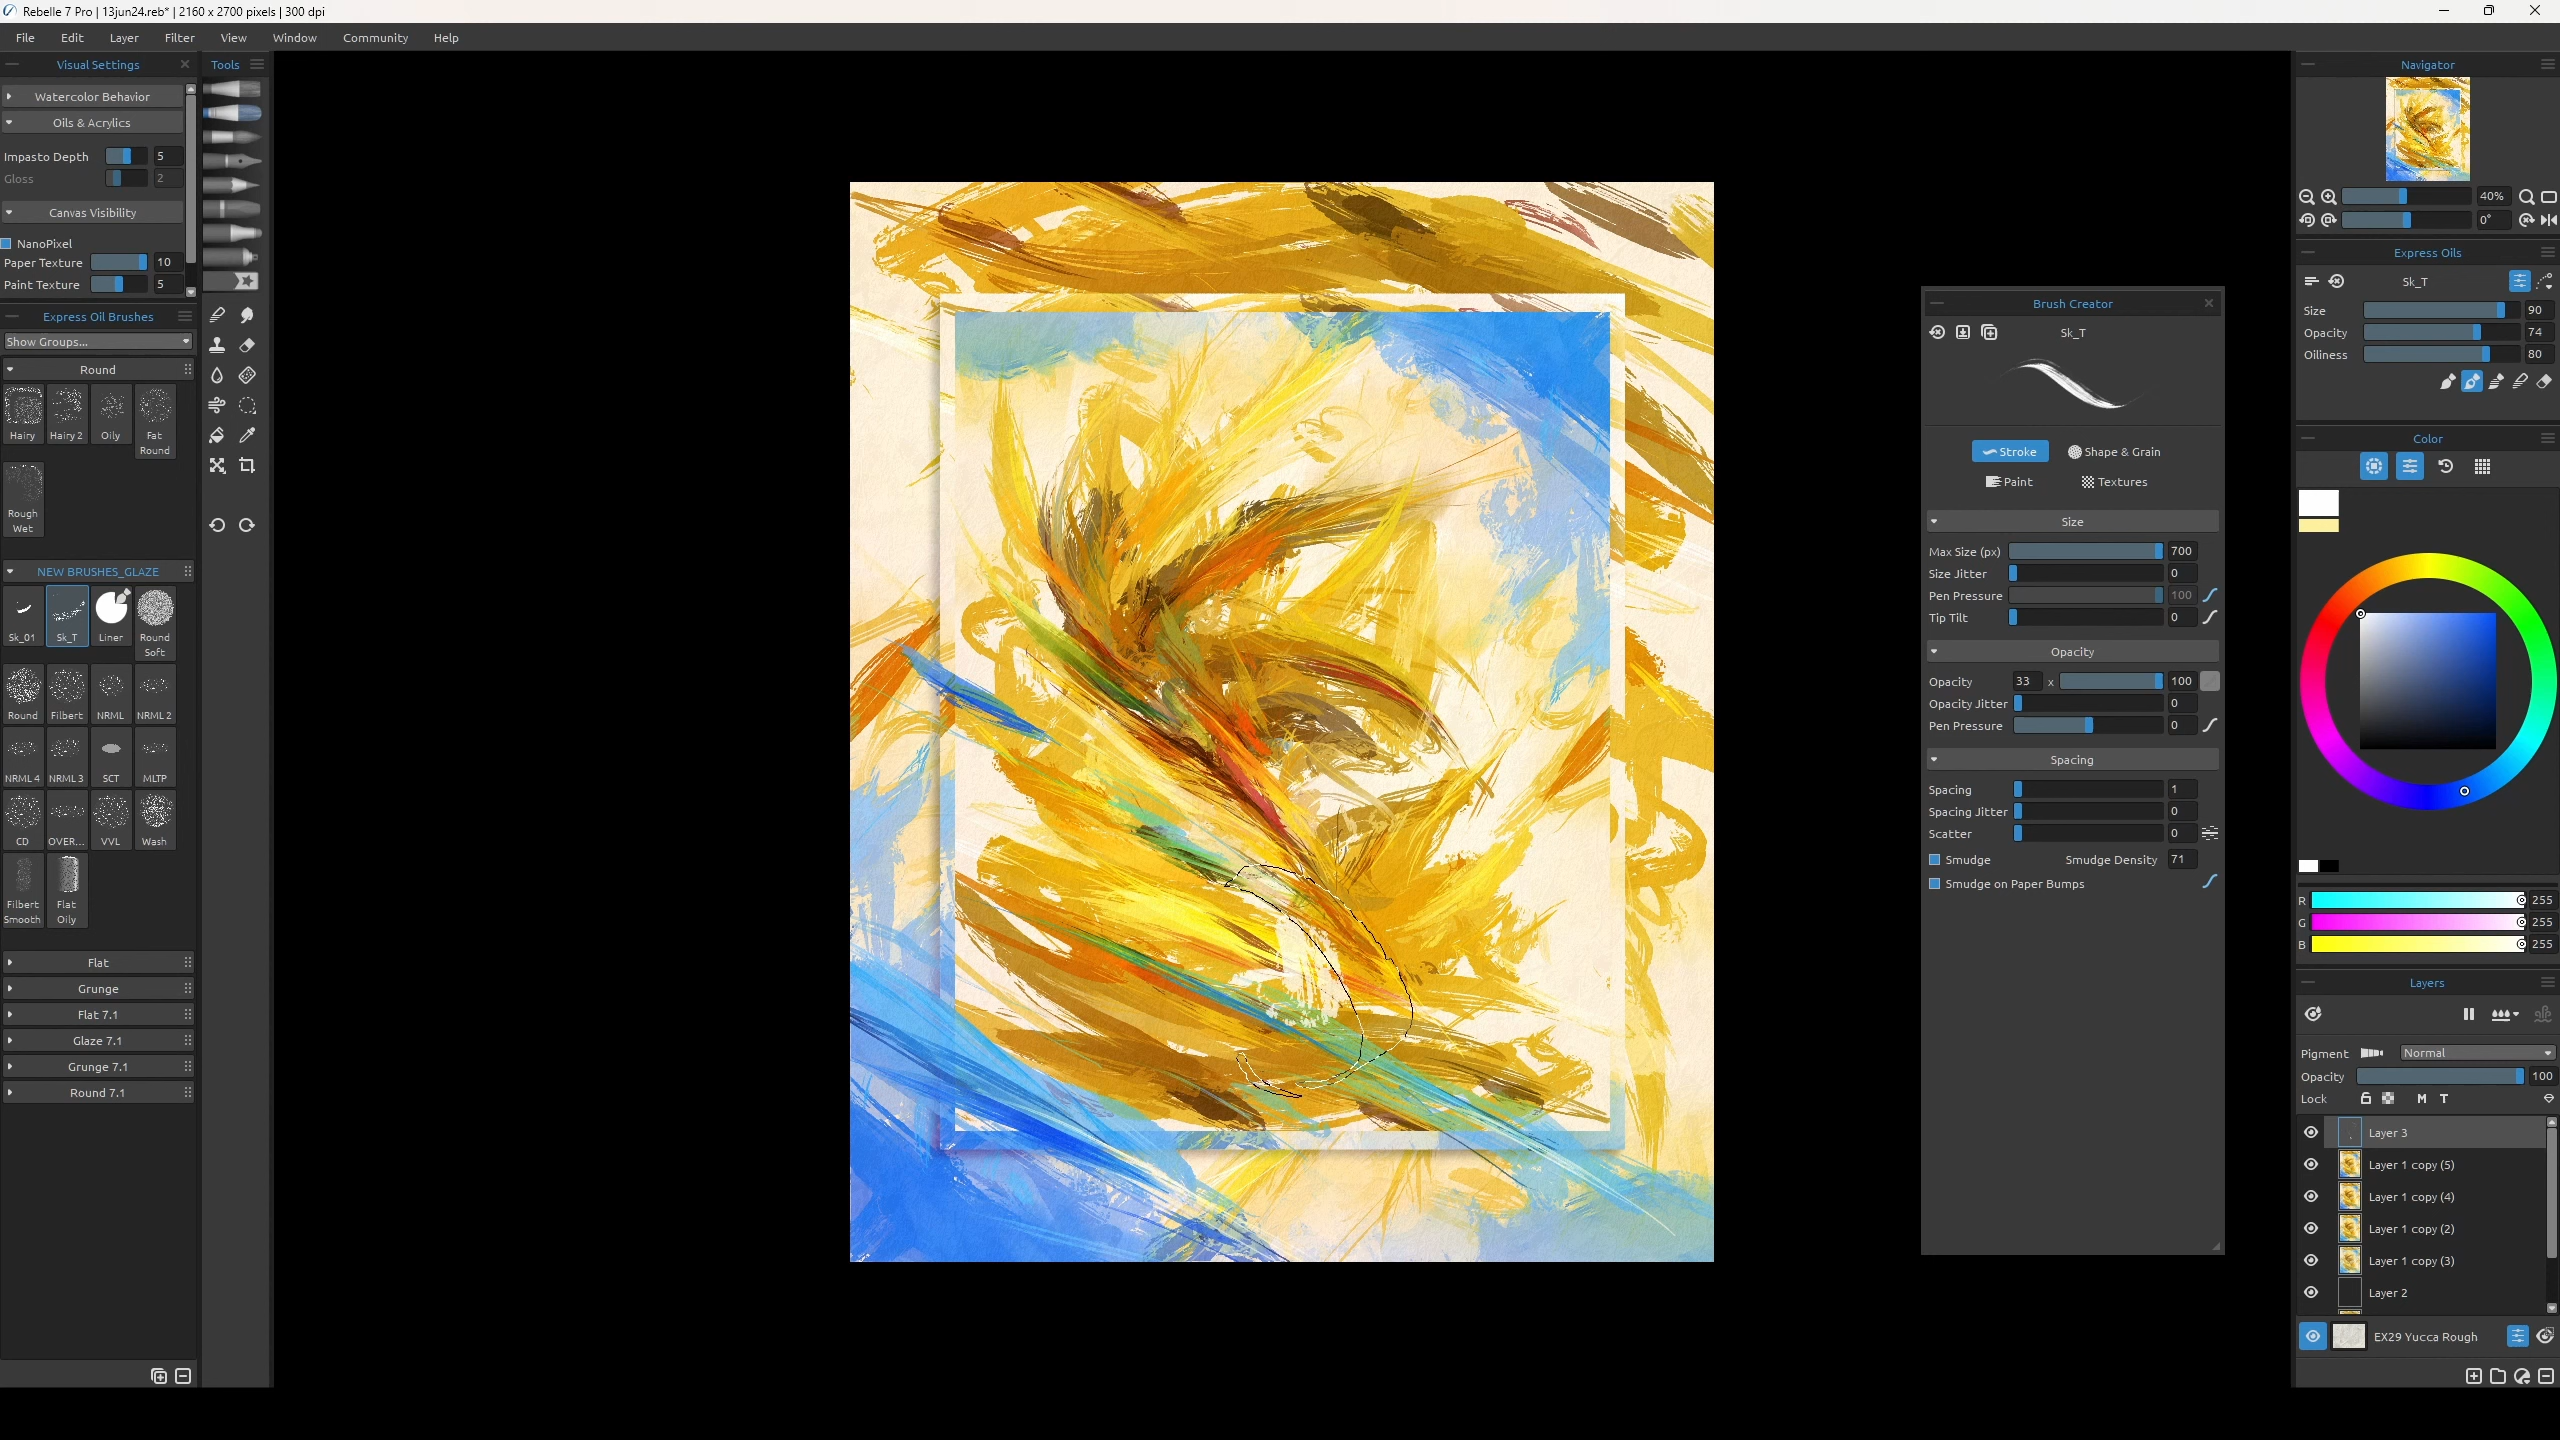 Rebelle 7 Pro | 13jun24.reb* | 2160 x 2700 pixels | 300 dpi
File Edit Layer Filter View Window Community Help
Visual Settings
Watercolor Behavior
Oils & Acrylics
Impasto Depth 5
Gloss 2
Canvas Visibility
NanoPixel
Paper Texture 10
Paint Texture 5
Express Oil Brushes
Show Groups...
Round
Hairy Hairy 2 Oily Fat Round
Rough Wet
NEW BRUSHES_GLAZE
Sk_01 Sk_T Liner Round Soft
Round Filbert NRML NRML 2
NRML 4 NRML 3 SCT MLTP
CD OVER... VVL Wash
Filbert Smooth Flat Oily
Flat
Grunge
Flat 7.1
Glaze 7.1
Grunge 7.1
Round 7.1
Tools
Brush Creator
Sk_T
Stroke Shape & Grain
Paint Textures
Size
Max Size (px) 700
Size Jitter 0
Pen Pressure 100
Tip Tilt 0
Opacity
Opacity 33 x 100
Opacity Jitter 0
Pen Pressure 0
Spacing
Spacing 1
Spacing Jitter 0
Scatter 0
Smudge Smudge Density 71
Smudge on Paper Bumps
Navigator
40%
0°
Express Oils
Sk_T
Size 90
Opacity 74
Oiliness 80
Color
R 255
G 255
B 255
Layers
Pigment Normal
Opacity 100
Lock M T
Layer 3
Layer 1 copy (5)
Layer 1 copy (4)
Layer 1 copy (2)
Layer 1 copy (3)
Layer 2
EX29 Yucca Rough